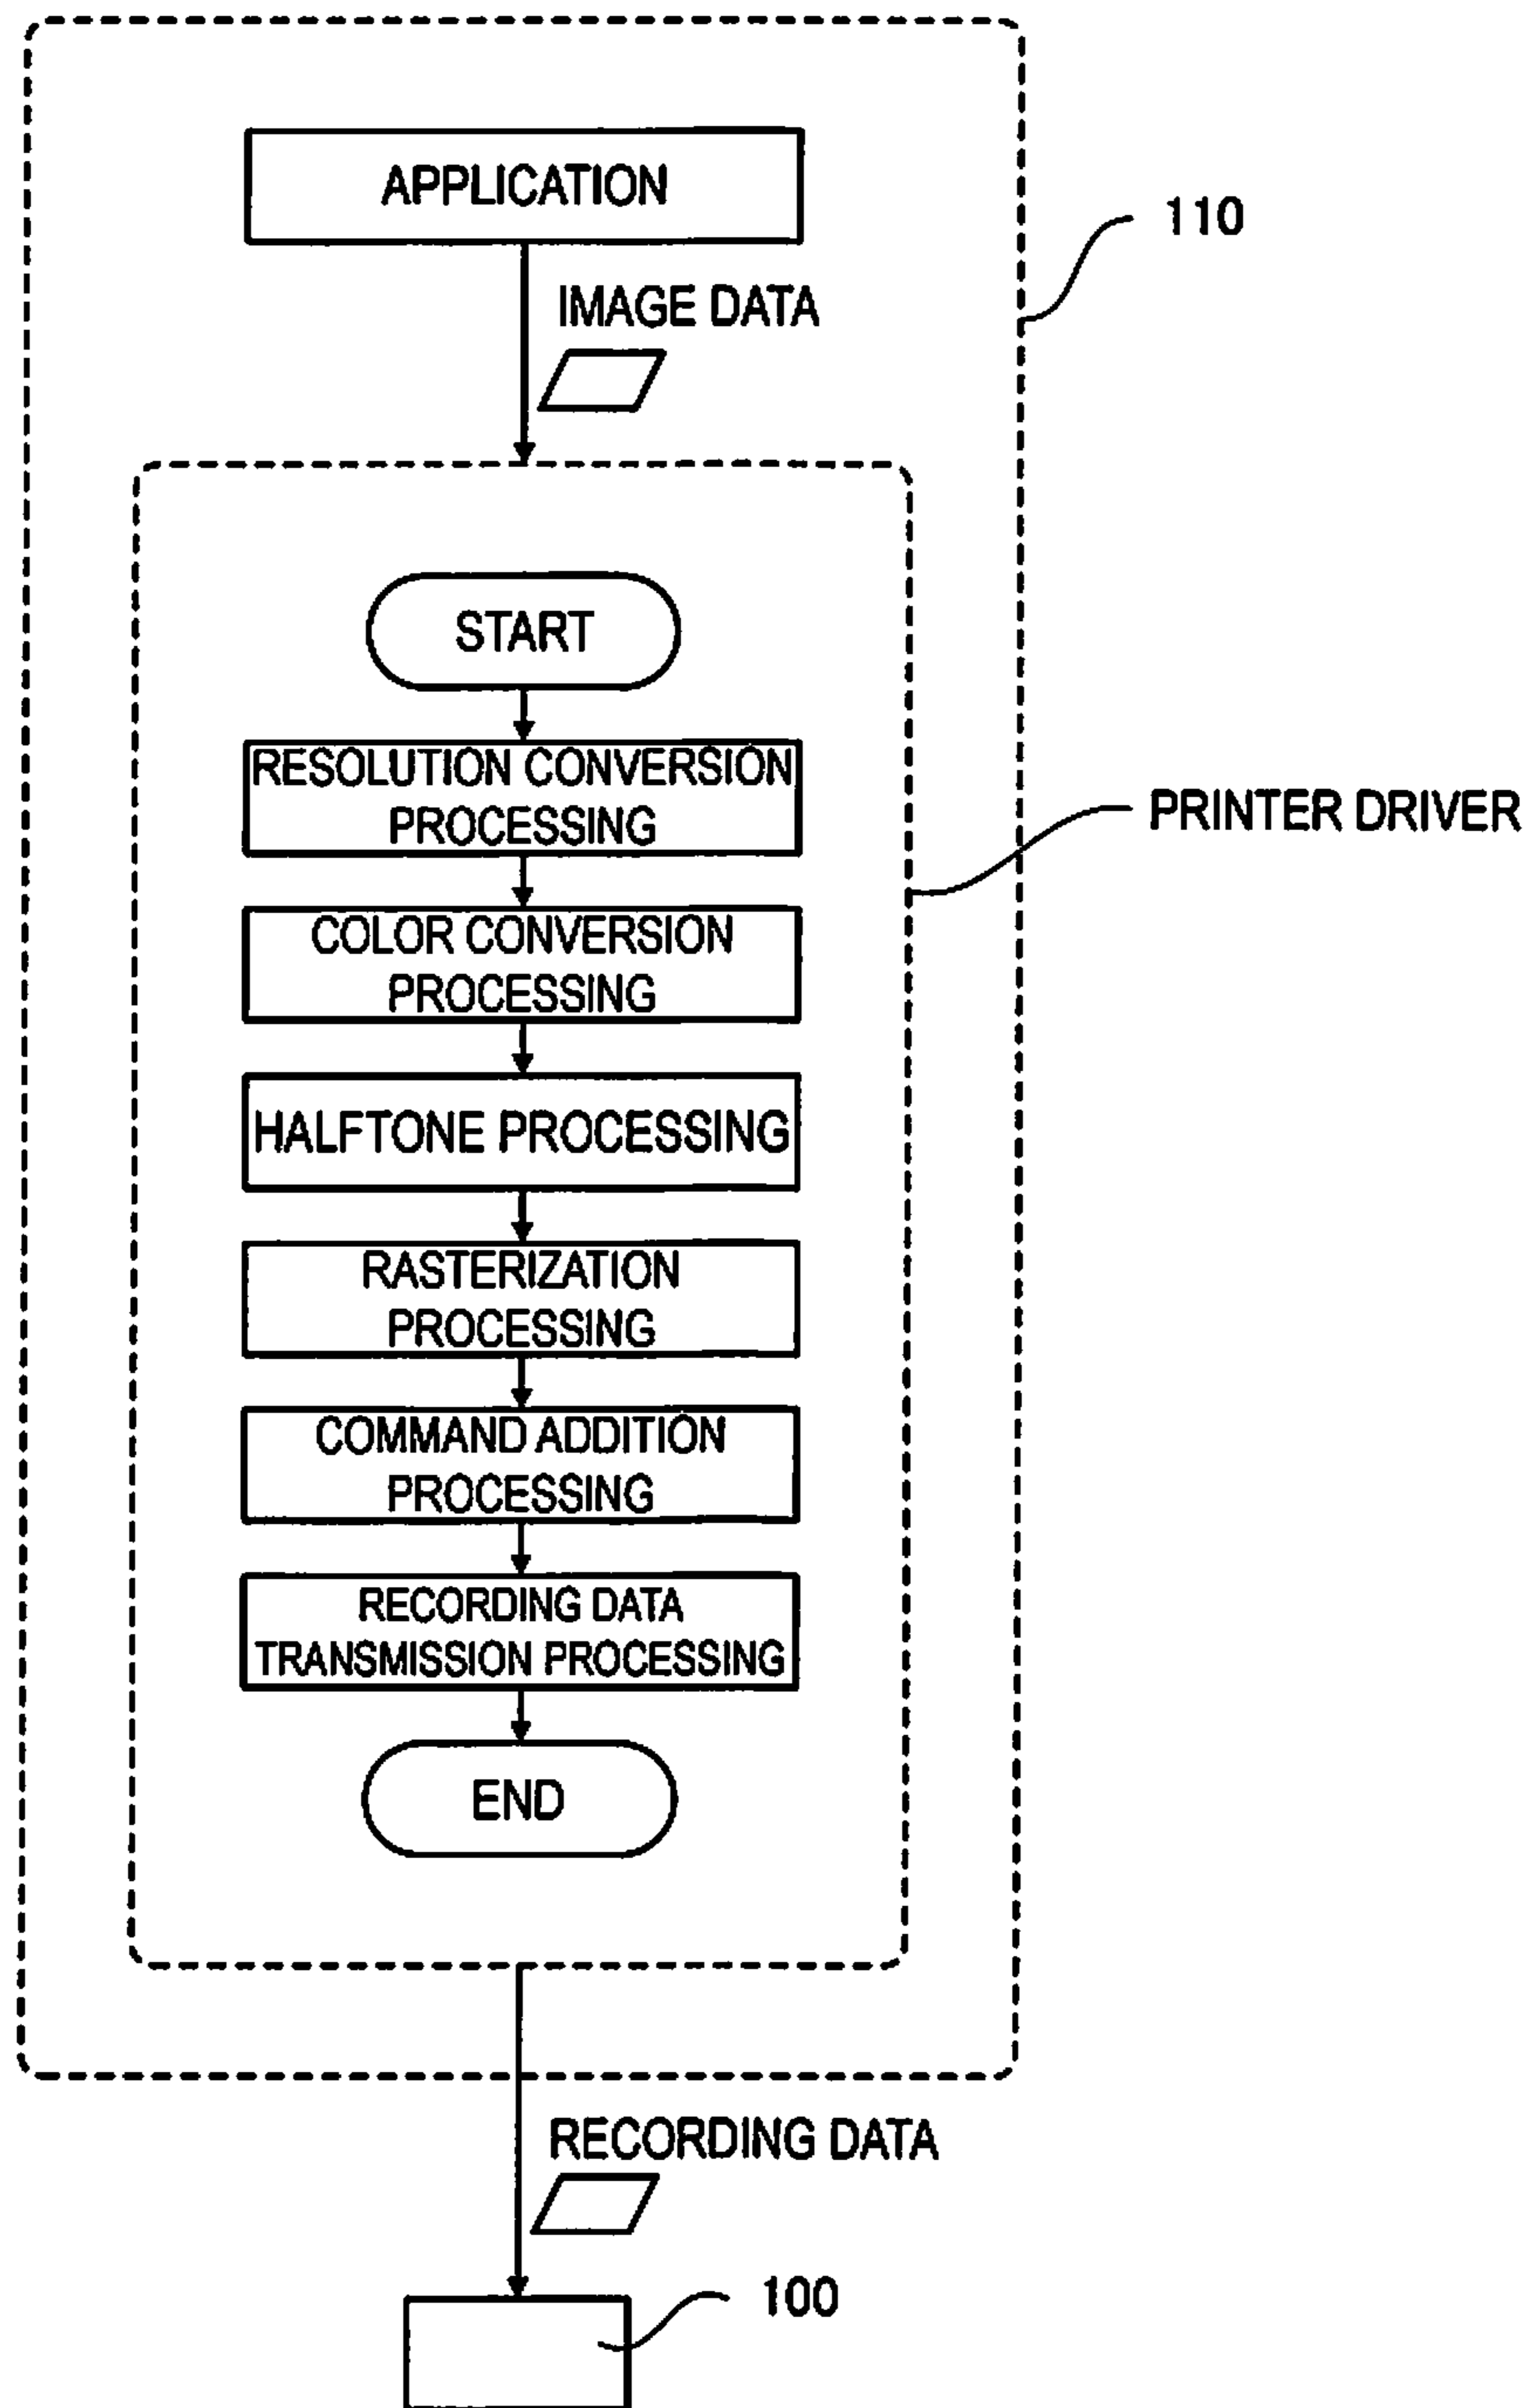 APPLICATION
110
IMAGE DATA
START
RESOLUTION CONVERSION
PROCESSING
PRINTER DRIVER
COLOR CONVERSION
PROCESSING
HALFTONE PROCESSING
RASTERIZATION
PROCESSING
COMMAND ADDITION
PROCESSING
RECORDING DATA
TRANSMISSION PROCESSING
END
RECORDING DATA
100